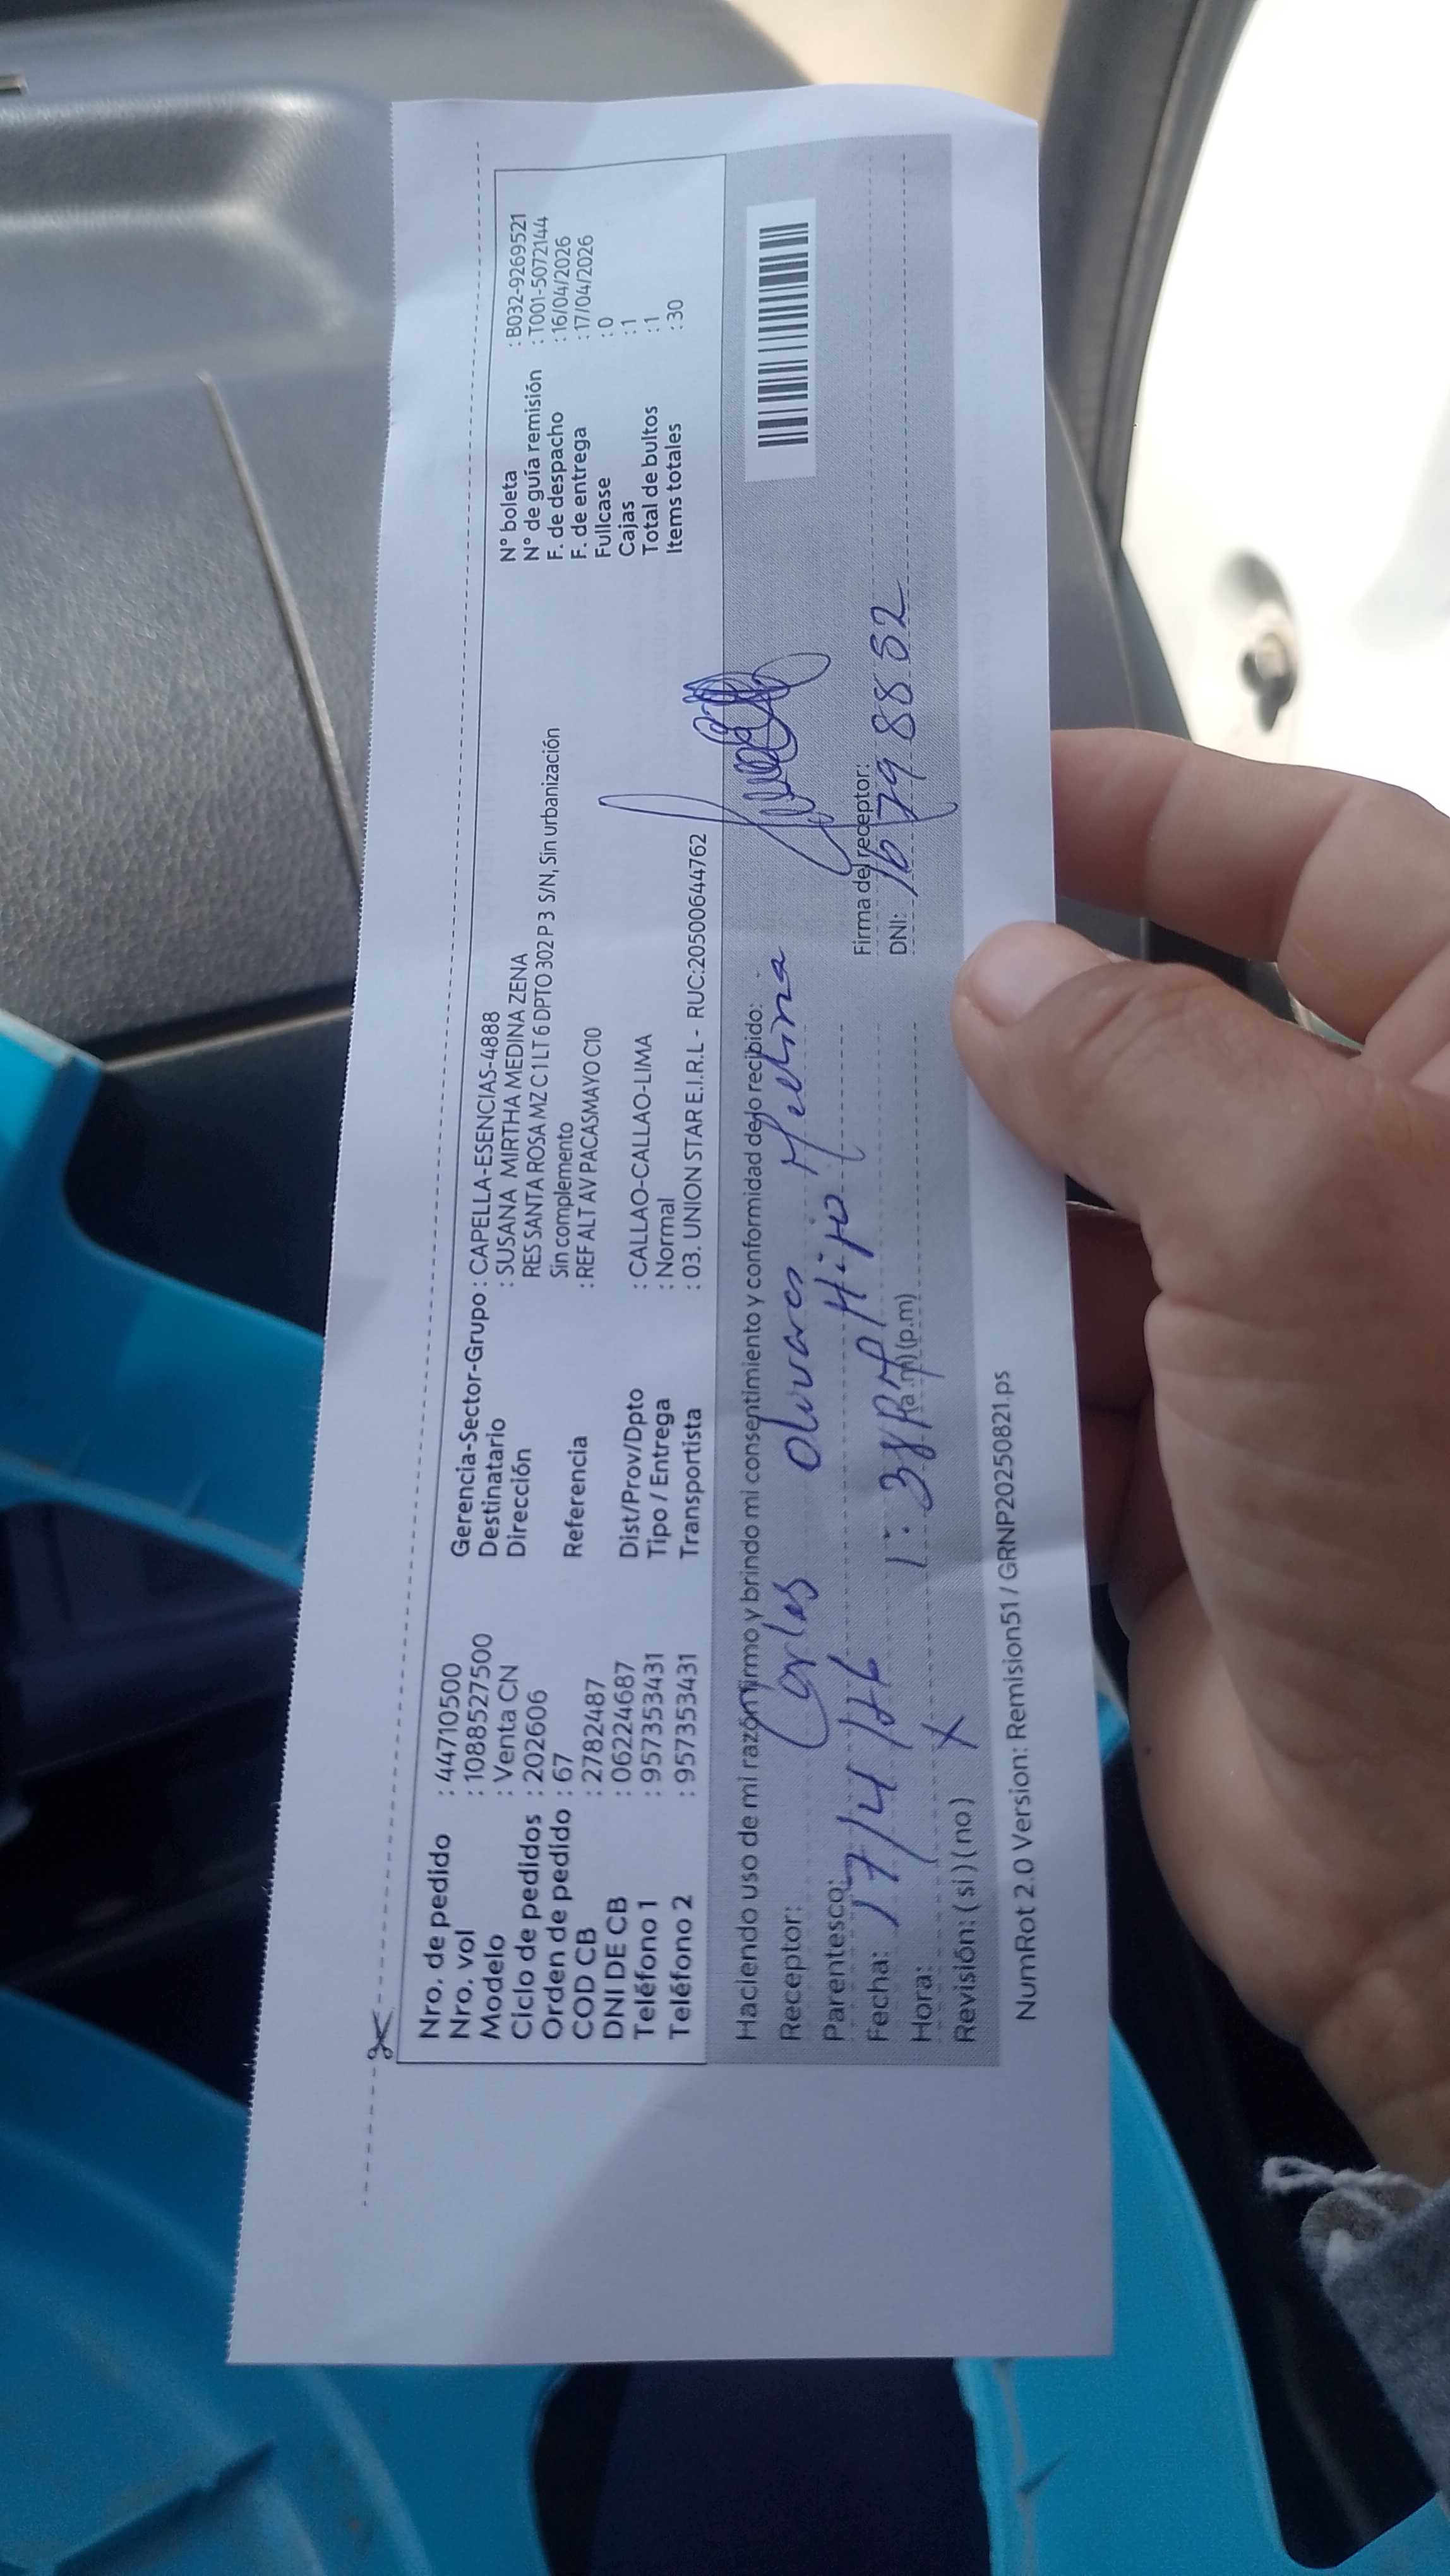 Nro. de pedido : 44710500
Nro. vol : 1088527500
Modelo : Venta CN
Ciclo de pedidos : 202606
Orden de pedido : 67
COD CB : 2782487
DNI DE CB : 06224687
Teléfono 1 : 957353431
Teléfono 2 : 957353431
Gerencia-Sector-Grupo : CAPELLA-ESENCIAS-4888
Destinatario : SUSANA MIRTHA MEDINA ZENA
Dirección RES SANTA ROSA MZ C 1 LT 6 DPTO 302 P 3 S/N, Sin urbanización
Sin complemento
Referencia : REF ALT AV PACASMAYO C10
Dist/Prov/Dpto : CALLAO-CALLAO-LIMA
Tipo / Entrega : Normal
Transportista : 03. UNION STAR E.I.R.L - RUC:20500644762
N° boleta : B032-9269521
N° de guía remisión : T001-5072144
F. de despacho : 16/04/2026
F. de entrega : 17/04/2026
Fullcase : 0
Cajas : 1
Total de bultos : 1
Items totales : 30
Haciendo uso de mi razón firmo y brindo mi consentimiento y conformidad de lo recibido:
Receptor: Carlos Olivares Medina
Parentesco: Hijo
Fecha: 17/4/26
Hora: 1:38 PM (a.m) (p.m)
Revisión: ( si ) ( no ) X
Firma del receptor:
DNI: 16798852
NumRot 2.0 Version: Remision51 / GRNP20250821.ps